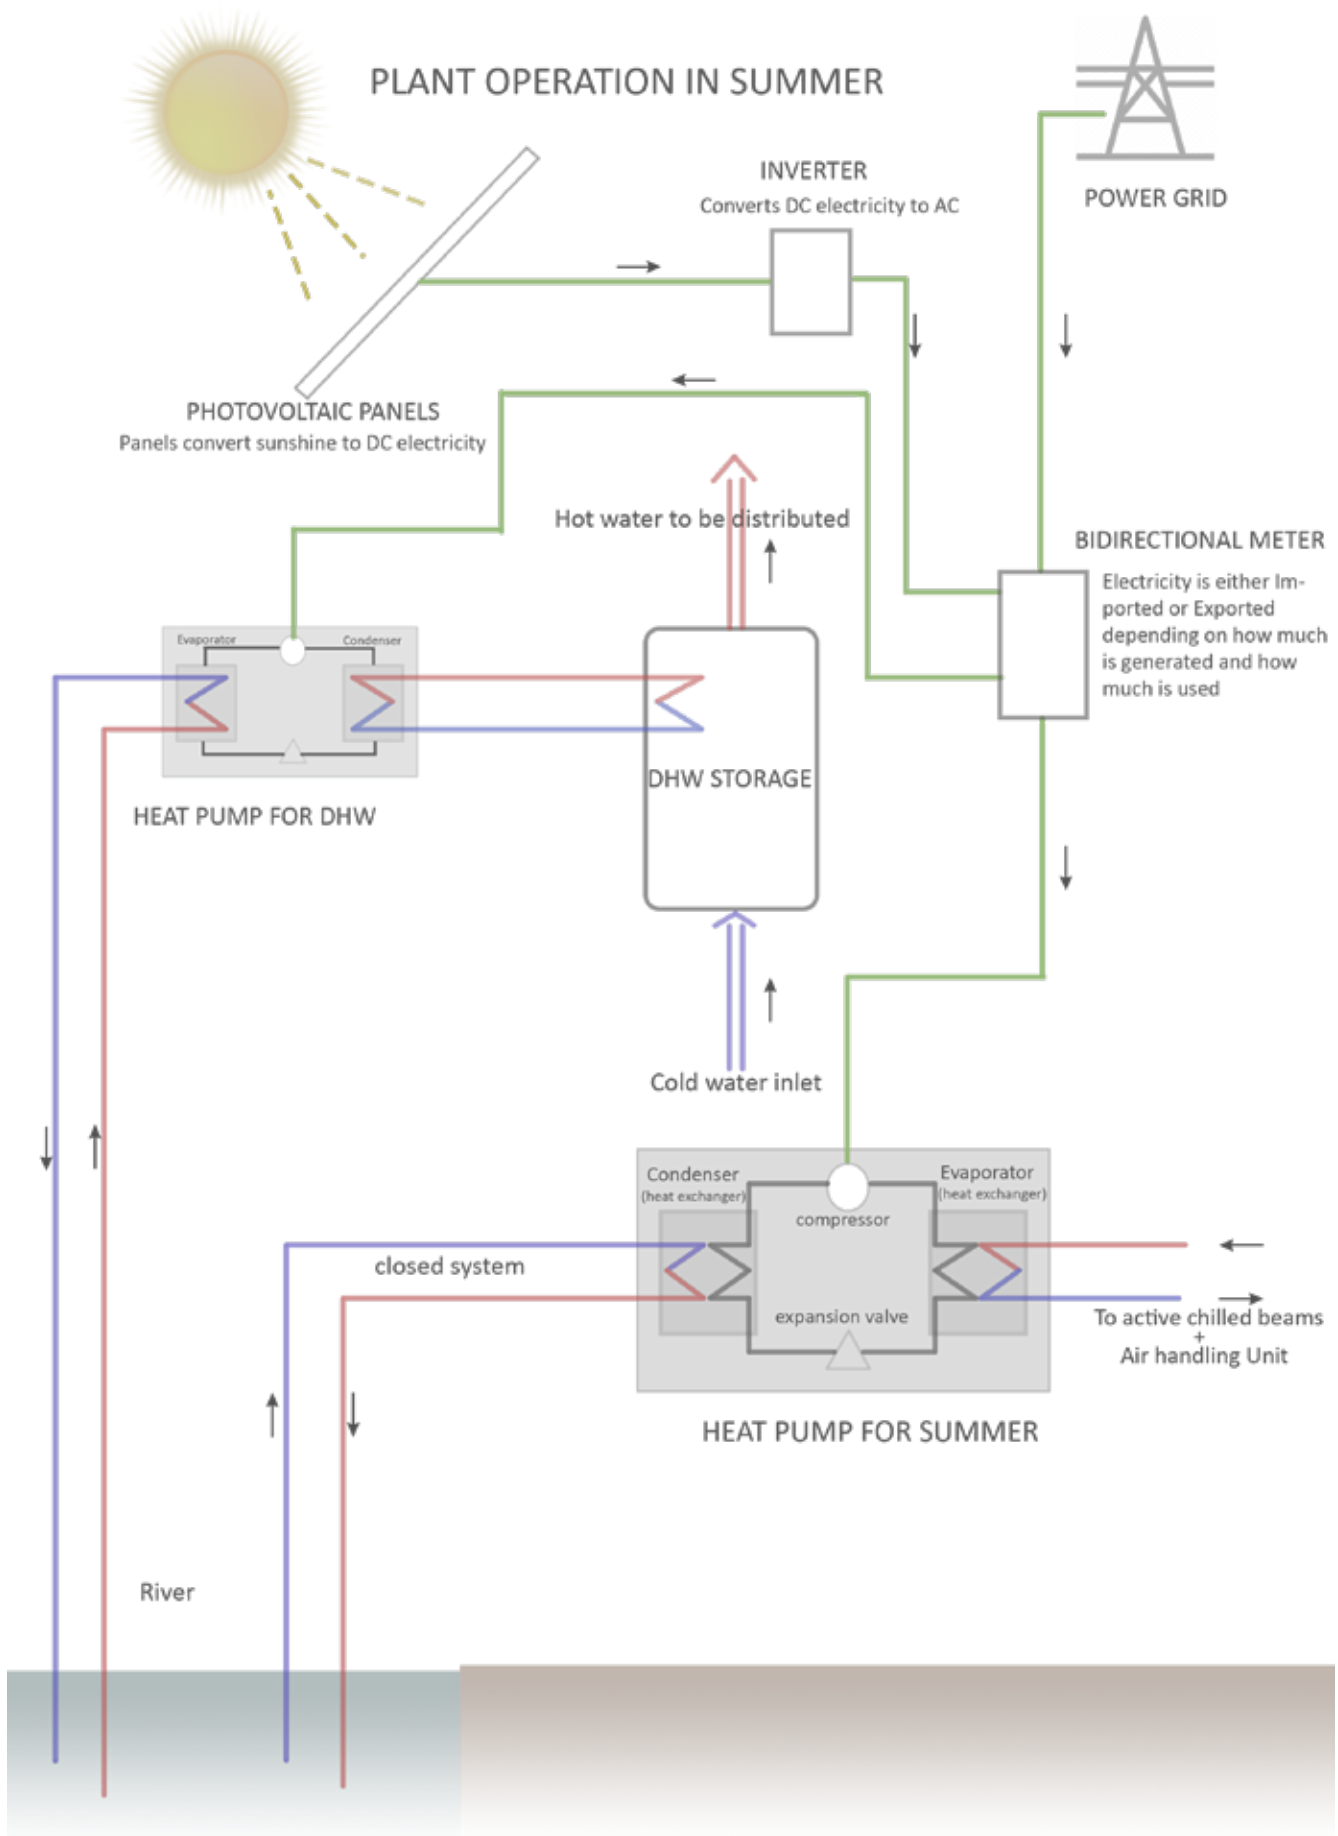 PLANT OPERATION IN SUMMER
INVERTER
Converts DC electricity to AC
POWER GRID
PHOTOVOLTAIC PANELS
Panels convert sunshine to DC electricity
Hot water to be distributed
BIDIRECTIONAL METER
Electricity is either Im-
ported or Exported
depending on how much
is generated and how
much is used
Evaporator
Condenser
DHW STORAGE
HEAT PUMP FOR DHW
Cold water inlet
Condenser
(heat exchanger)
Evaporator
(heat exchanger)
compressor
closed system
expansion valve
To active chilled beams
+
Air handling Unit
HEAT PUMP FOR SUMMER
River